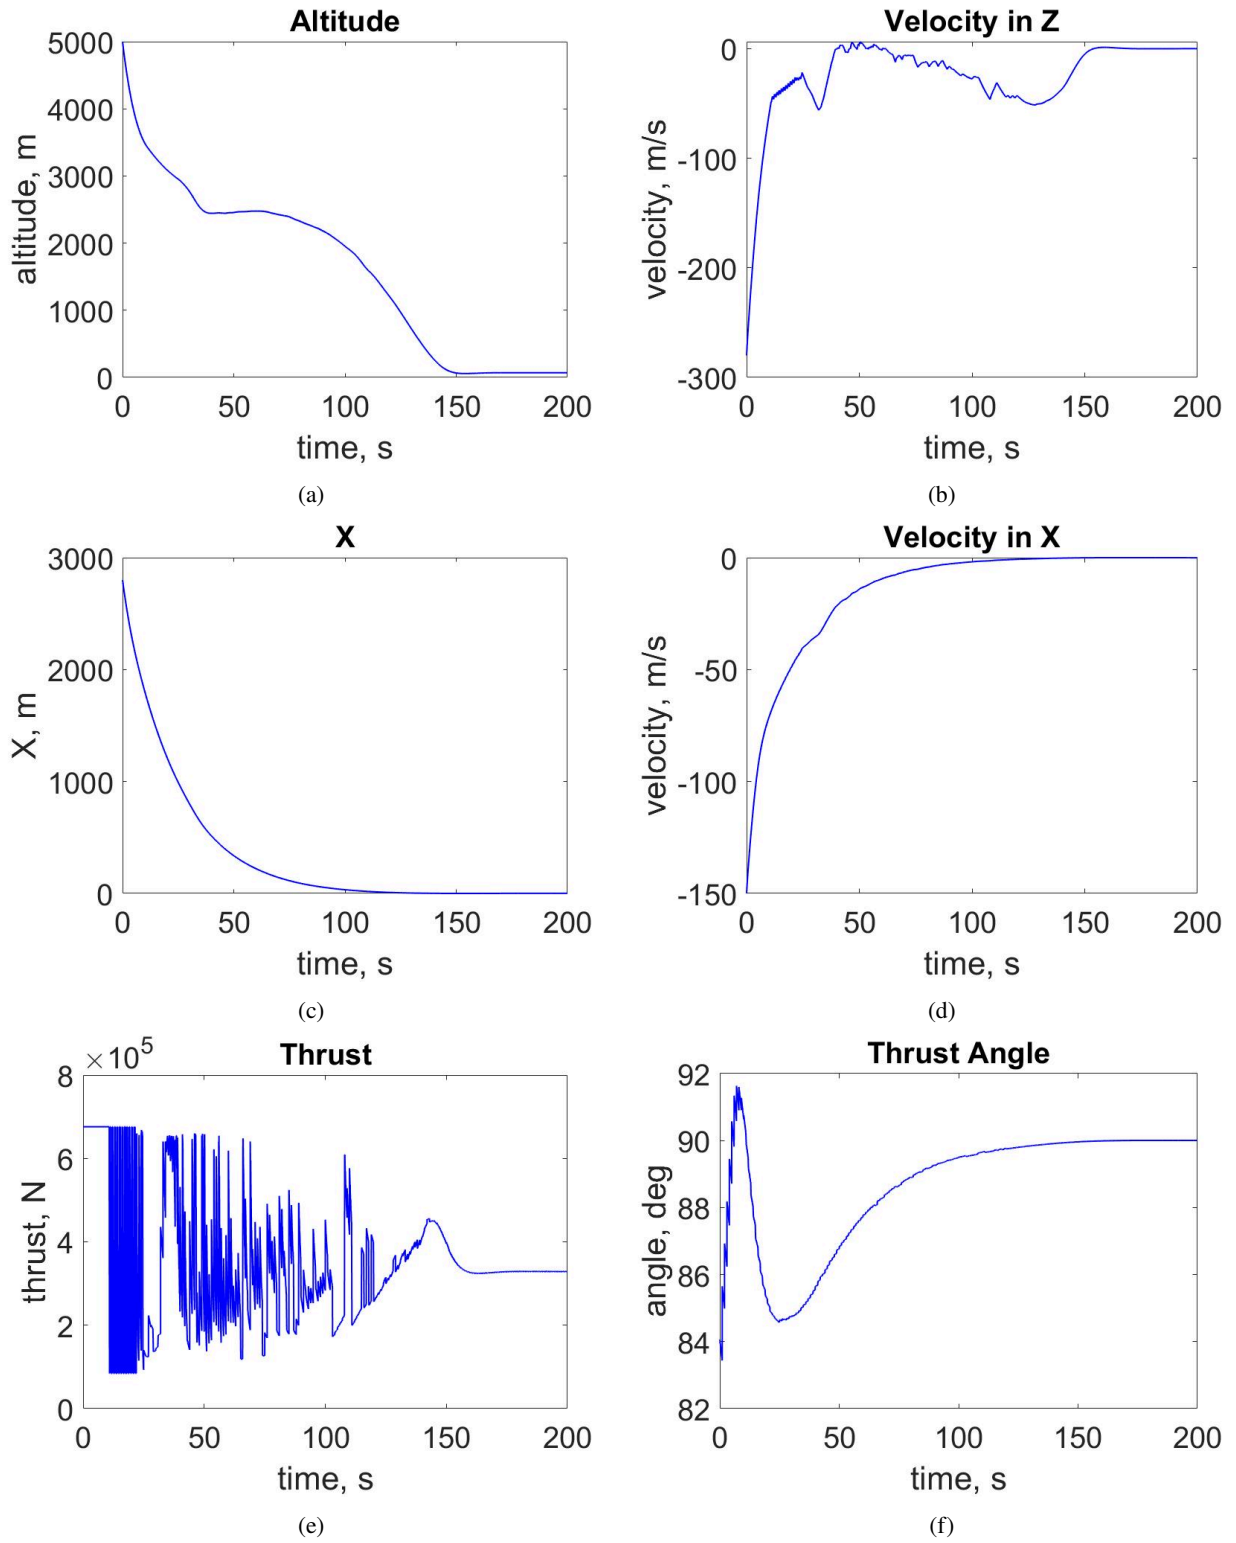 Altitude
5000
4000
3000
2000
1000
0
0 50 100 150 200
altitude, m
time, s
(a)
Velocity in Z
0
-100
-200
-300
0 50 100 150 200
velocity, m/s
time, s
(b)
X
3000
2000
1000
0
0 50 100 150 200
X, m
time, s
(c)
Velocity in X
0
-50
-100
-150
0 50 100 150 200
velocity, m/s
time, s
(d)
Thrust
×10⁵
8
6
4
2
0
0 50 100 150 200
thrust, N
time, s
(e)
Thrust Angle
92
90
88
86
84
82
0 50 100 150 200
angle, deg
time, s
(f)